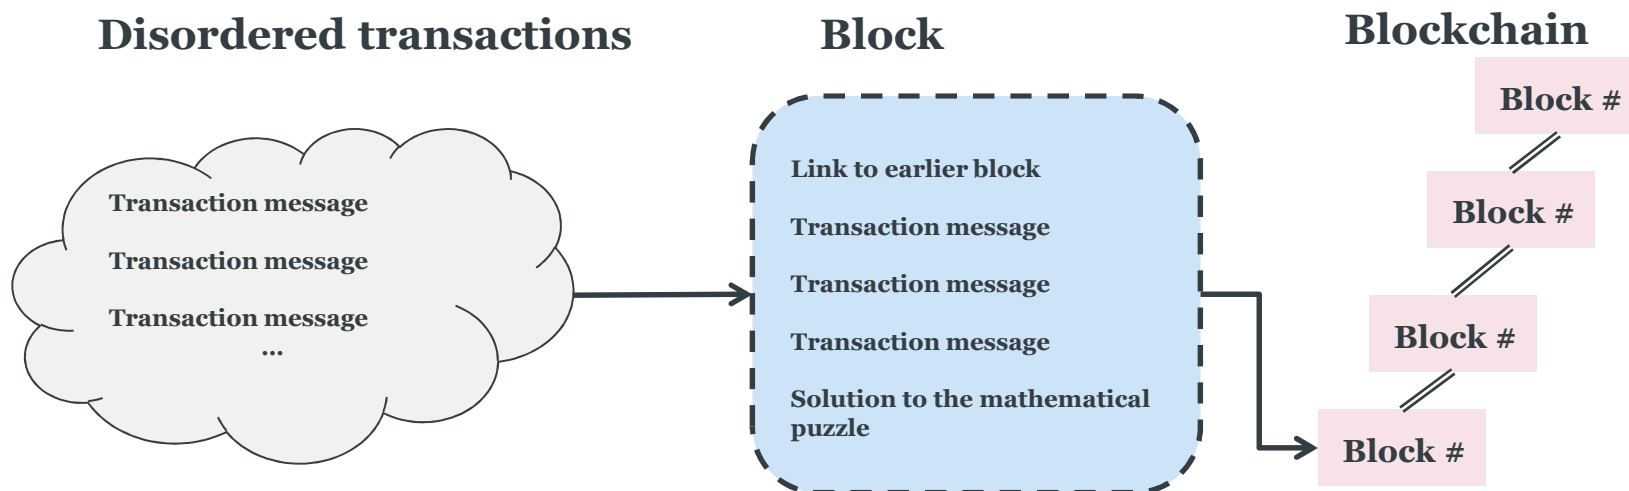 Disordered transactions
Transaction message
Transaction message
Transaction message
...
Block
Link to earlier block
Transaction message
Transaction message
Transaction message
Solution to the mathematical
puzzle
Blockchain
Block #
Block #
Block #
Block #